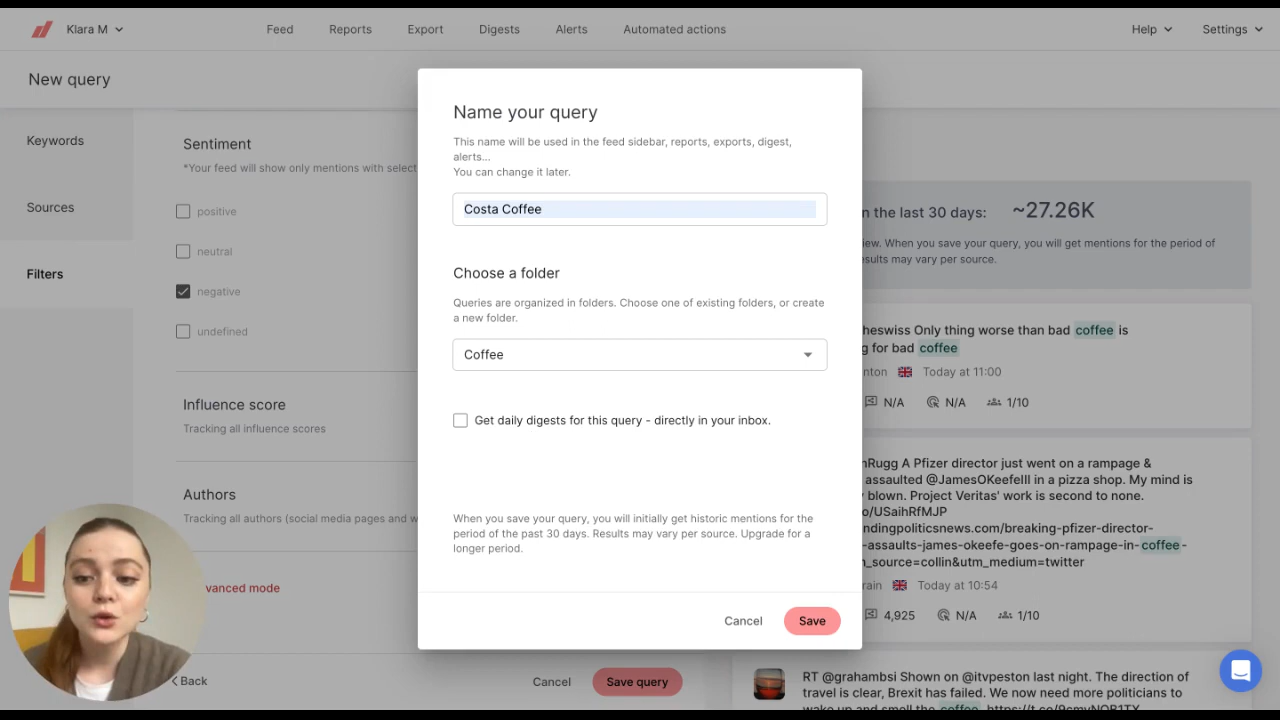 Klara M
Feed
Reports
Export
Digests
Alerts
Automated actions
Help
Settings
New query
Keywords
Sources
Filters
Sentiment
*Your feed will show only mentions with select
positive
neutral
negative
undefined
Influence score
Tracking all influence scores
Authors
Tracking all authors (social media pages and w
vanced mode
Back
Cancel
Save query
Name your query
This name will be used in the feed sidebar, reports, exports, digest,
alerts...
You can change it later.
Costa Coffee
Choose a folder
Queries are organized in folders. Choose one of existing folders, or create
a new folder.
Coffee
Get daily digests for this query - directly in your inbox.
When you save your query, you will initially get historic mentions for the
period of the past 30 days. Results may vary per source. Upgrade for a
longer period.
Cancel
Save
n the last 30 days: ~27.26K
iew. When you save your query, you will get mentions for the period of
sults may vary per source.
heswiss Only thing worse than bad coffee is
g for bad coffee
nton Today at 11:00
N/A N/A 1/10
nRugg A Pifzer director just went on a rampage &
assaulted @JamesOKeefeIII in a pizza shop. My mind is
y blown. Project Veritas' work is second to none.
o/USaihRfMJP
ndingpoliticsnews.com/breaking-pfizer-director-
-assaults-james-okeefe-goes-on-rampage-in-coffee-
n_source=collin&utm_medium=twitter
rain Today at 10:54
4,925 N/A 1/10
RT @grahambsi Shown on @itvpeston last night. The direction of
travel is clear, Brexit has failed. We now need more politicians to
wake up and smell the coffee. https://t.co/9cmyNOB1TY